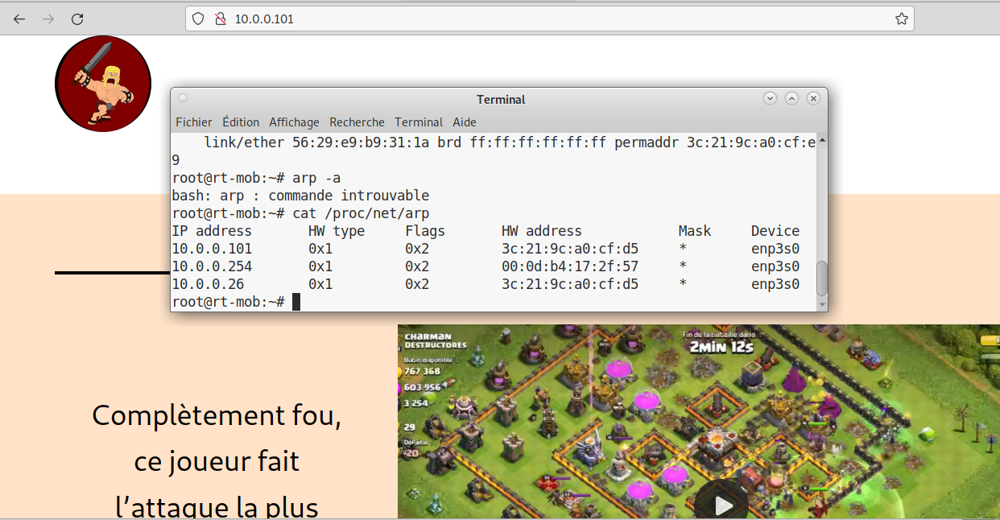 10.0.0.101
Terminal
Fichier Édition Affichage Recherche Terminal Aide
link/ether 56:29:e9:b9:31:1a brd ff:ff:ff:ff:ff:ff permaddr 3c:21:9c:a0:cf:e
9
root@rt-mob:~# arp -a
bash: arp : commande introuvable
root@rt-mob:~# cat /proc/net/arp
IP address HW type Flags HW address Mask Device
10.0.0.101 0x1 0x2 3c:21:9c:a0:cf:d5 * enp3s0
10.0.0.254 0x1 0x2 00:0d:b4:17:2f:57 * enp3s0
10.0.0.26 0x1 0x2 3c:21:9c:a0:cf:d5 * enp3s0
root@rt-mob:~#
CHARMAN
DESTRUCTORES
Butin disponible :
767 368
603 956
3 254
29
Défaite :
-20
Fin de la bataille dans :
2MIN 12S
Complètement fou,
ce joueur fait
l’attaque la plus